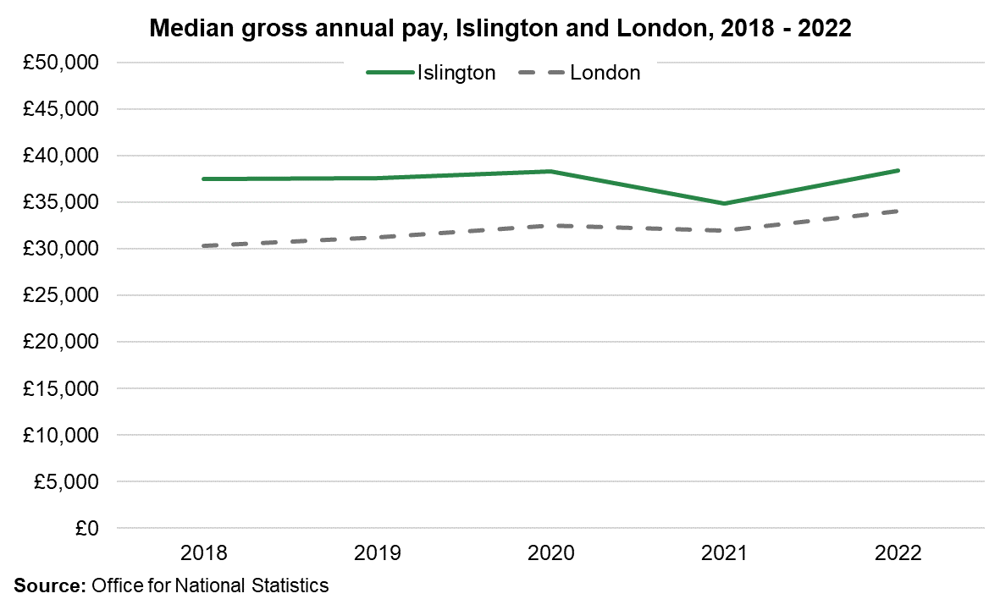 Median gross annual pay, Islington and London, 2018 - 2022
£50,000
Islington
London
£45,000
£40,000
£35,000
£30,000
£25,000
£20,000
£15,000
£10,000
£5,000
£0
2018 2019 2020 2021 2022
Source: Office for National Statistics